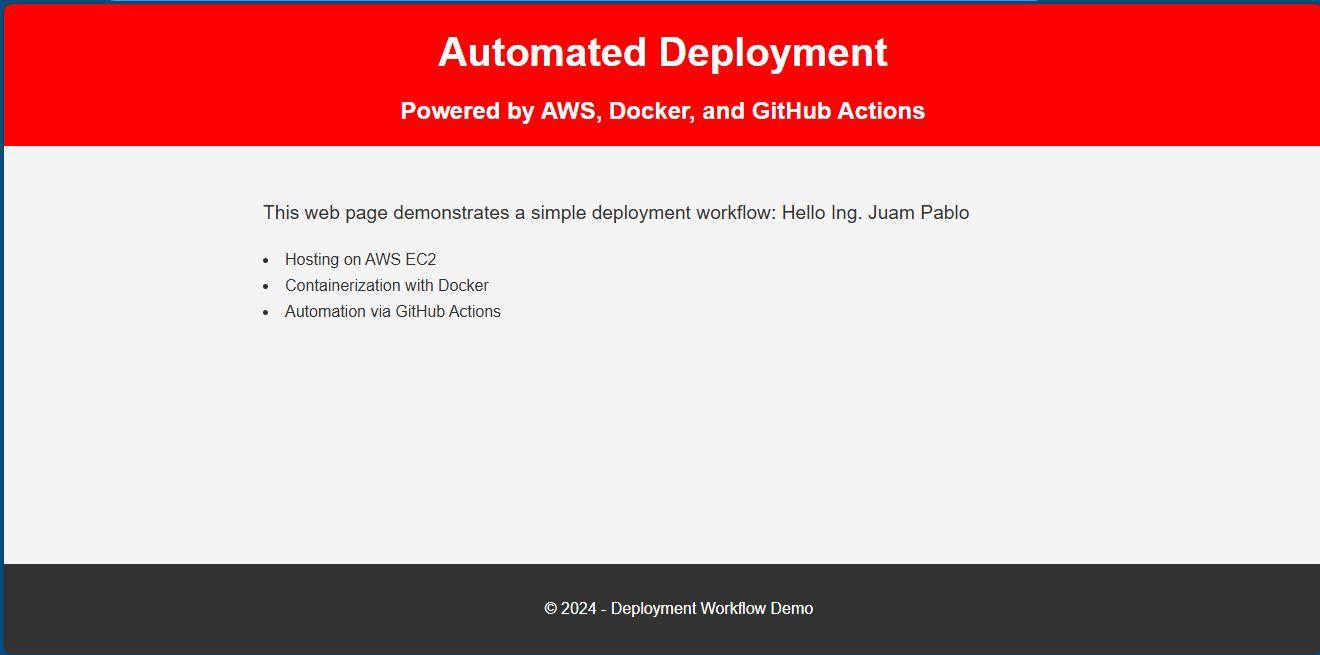 Automated Deployment
Powered by AWS, Docker, and GitHub Actions
This web page demonstrates a simple deployment workflow: Hello Ing. Juam Pablo
• Hosting on AWS EC2
• Containerization with Docker
• Automation via GitHub Actions
© 2024 - Deployment Workflow Demo